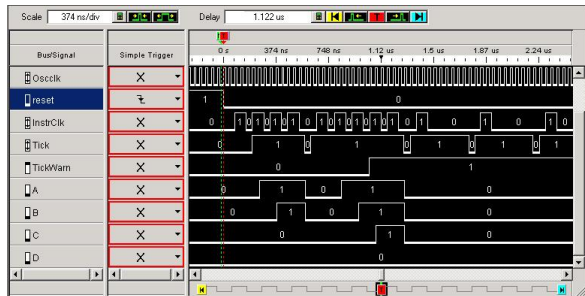 Scale 374 ns/div Delay 1.122 us T
Bus/Signal Simple Trigger 0 s 374 ns 748 ns 1.12 us 1.5 us 1.87 us 2.24 us
Oscclk X
reset 1 0
InstrClk X 0 1 0 1 0 1 0 1 0 1 0 1 0 1 0 1 0 1 0 1 0 1 0
Tick X 0 1 0 1 0 1 0 1 0 1
TickWarn X 0 1
A X 0 1 0 1 0
B X 0 1 0 1 0
C X 0 1 0
D X 0